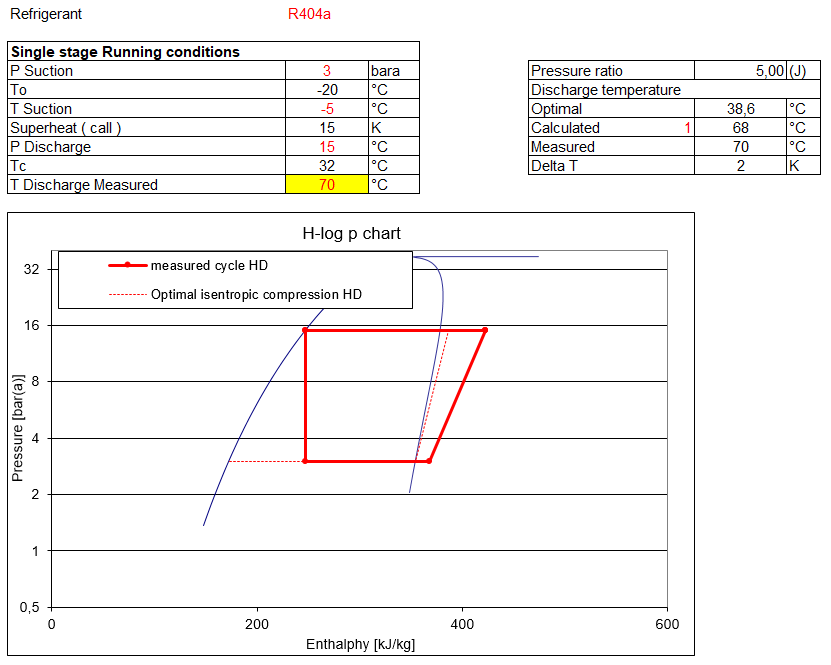 Refrigerant R404a
Single stage Running conditions
P Suction 3 bara
To -20 °C
T Suction -5 °C
Superheat ( call ) 15 K
P Discharge 15 °C
Tc 32 °C
T Discharge Measured 70 °C
Pressure ratio 5,00 (J)
Discharge temperature
Optimal 38,6 °C
Calculated 1 68 °C
Measured 70 °C
Delta T 2 K
H-log p chart
measured cycle HD
Optimal isentropic compression HD
Pressure [bar(a)]
32
16
8
4
2
1
0,5
0 200 400 600
Enthalphy [kJ/kg]